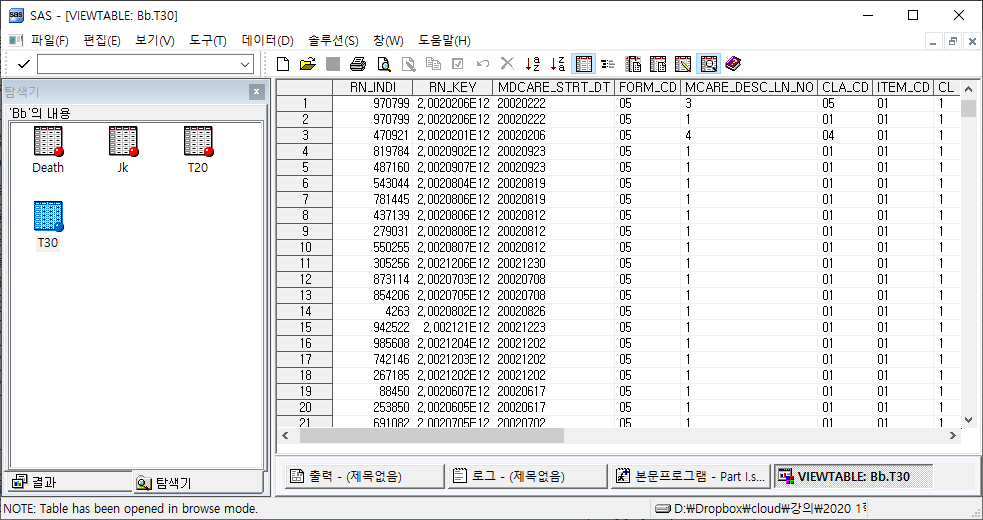 SAS - [VIEWTABLE: Bb.T30]
파일(F) 편집(E) 보기(V) 도구(T) 데이터(D) 솔루션(S) 창(W) 도움말(H)
탐색기
'Bb'의 내용
Death Jk T20
T30
RN_INDI RN_KEY MDCARE_STRT_DT FORM_CD MCARE_DESC_LN_NO CLA_CD ITEM_CD CL
1 970799 2,0020206E12 20020222 05 3 05 01 1
2 970799 2,0020206E12 20020222 05 1 01 01 1
3 470921 2,0020201E12 20020206 05 4 04 01 1
4 819784 2,0020902E12 20020923 05 1 01 01 1
5 487160 2,0020907E12 20020923 05 1 01 01 1
6 543044 2,0020804E12 20020819 05 1 01 01 1
7 781445 2,0020806E12 20020819 05 1 01 01 1
8 437139 2,0020806E12 20020812 05 1 01 01 1
9 279031 2,0020808E12 20020812 05 1 01 01 1
10 550255 2,0020807E12 20020812 05 1 01 01 1
11 305256 2,0021206E12 20021230 05 1 01 01 1
12 873114 2,0020703E12 20020708 05 1 01 01 1
13 854206 2,0020705E12 20020708 05 1 01 01 1
14 4263 2,0020802E12 20020826 05 1 01 01 1
15 942522 2,002121E12 20021223 05 1 01 01 1
16 985608 2,0021204E12 20021202 05 1 01 01 1
17 742146 2,0021203E12 20021202 05 1 01 01 1
18 267185 2,0021202E12 20021202 05 1 01 01 1
19 88450 2,0020607E12 20020617 05 1 01 01 1
20 253850 2,0020605E12 20020617 05 1 01 01 1
21 691082 2,0020705E12 20020702 05 1 01 01 1
결과 탐색기
출력 - (제목없음) 로그 - (제목없음) 본문프로그램 - Part I.s... VIEWTABLE: Bb.T30
NOTE: Table has been opened in browse mode. D:₩Dropbox₩cloud₩강의₩2020 1